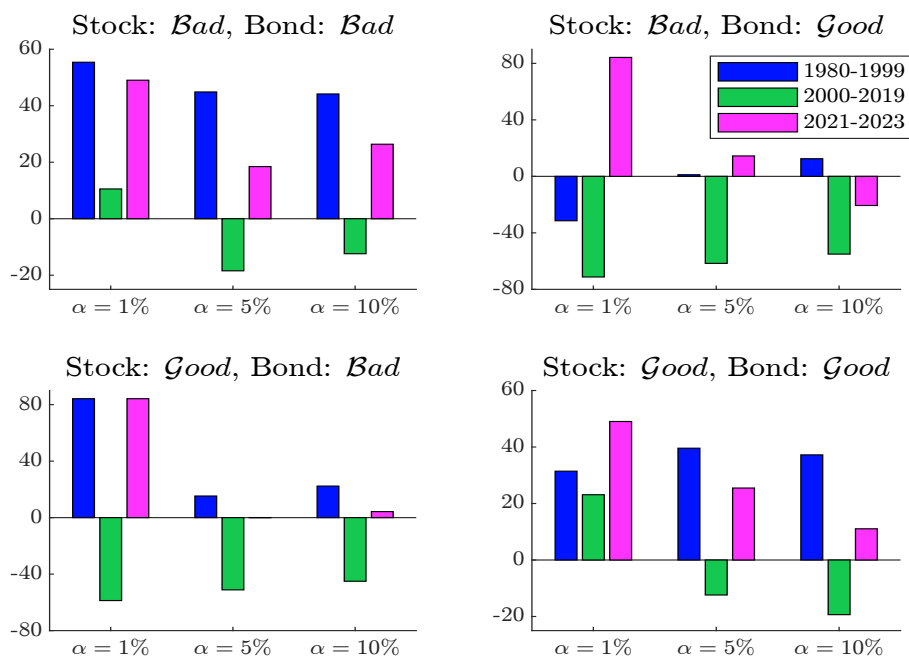 Stock: Bad, Bond: Bad
60
40
20
0
-20
α = 1% α = 5% α = 10%
Stock: Bad, Bond: Good
80
40
0
-40
-80
α = 1% α = 5% α = 10%
1980-1999
2000-2019
2021-2023
Stock: Good, Bond: Bad
80
40
0
-40
-80
α = 1% α = 5% α = 10%
Stock: Good, Bond: Good
60
40
20
0
-20
α = 1% α = 5% α = 10%